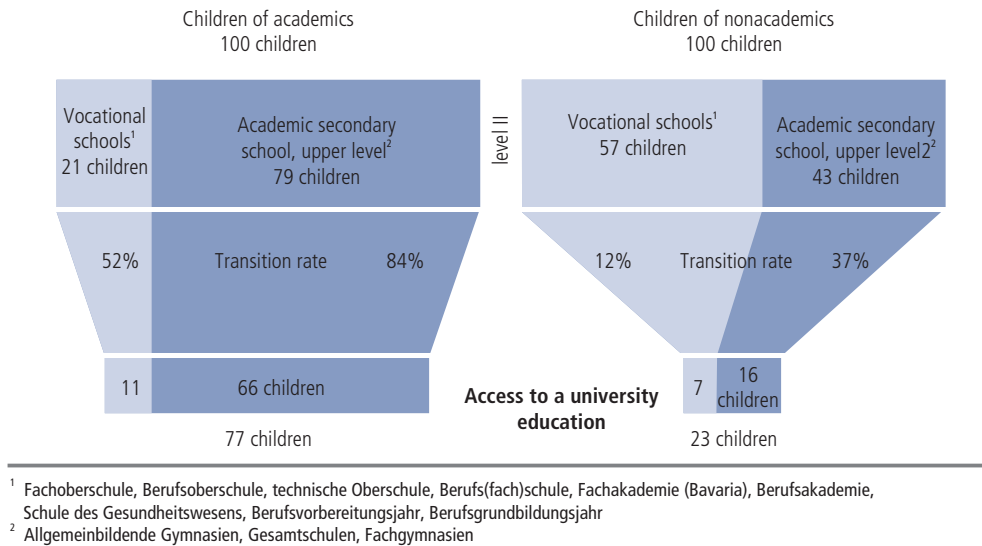 Children of academics
100 children
Children of nonacademics
100 children
Vocational
schools¹
21 children
Academic secondary
school, upper level²
79 children
level II
Vocational schools¹
57 children
Academic secondary
school, upper level2²
43 children
52%
Transition rate
84%
12%
Transition rate
37%
11
66 children
Access to a university
education
7
16
children
77 children
23 children
¹ Fachoberschule, Berufsoberschule, technische Oberschule, Berufs(fach)schule, Fachakademie (Bavaria), Berufsakademie,
Schule des Gesundheitswesens, Berufsvorbereitungsjahr, Berufsgrundbildungsjahr
² Allgemeinbildende Gymnasien, Gesamtschulen, Fachgymnasien